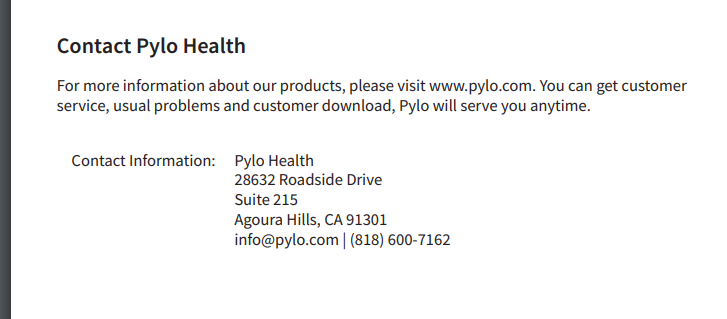 Contact Pylo Health
For more information about our products, please visit www.pylo.com. You can get customer
service, usual problems and customer download, Pylo will serve you anytime.
Contact Information: Pylo Health
28632 Roadside Drive
Suite 215
Agoura Hills, CA 91301
info@pylo.com | (818) 600-7162